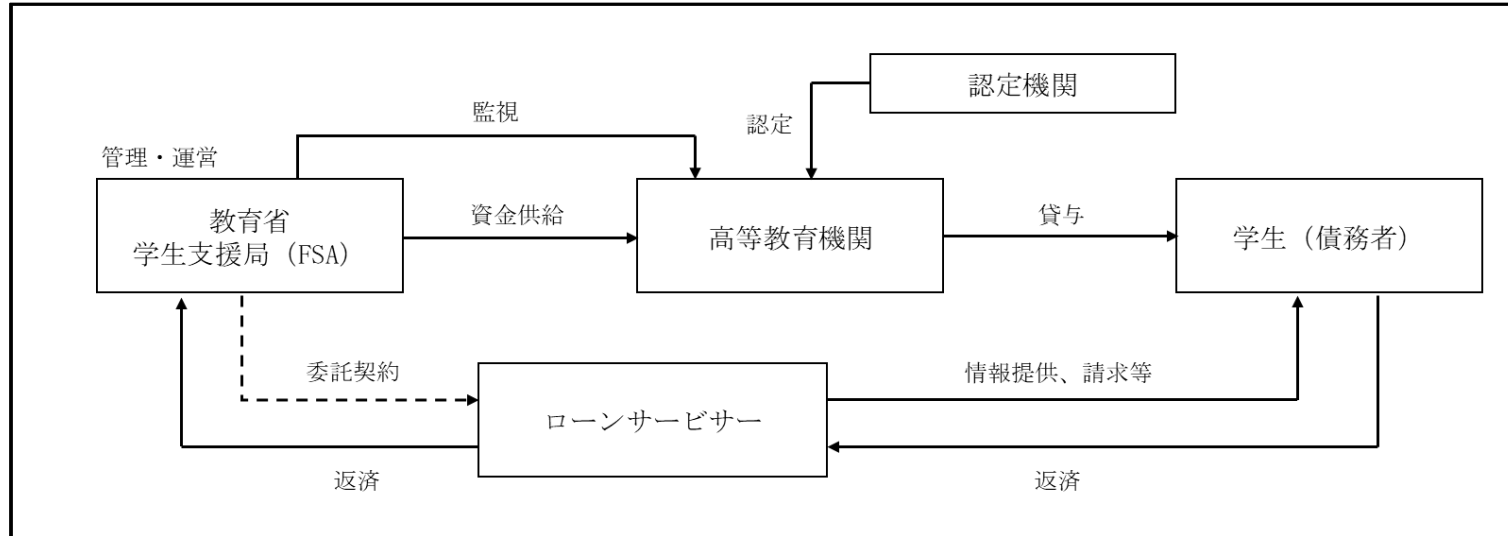 認定機関
監視
認定
管理・運営
教育省
学生支援局（FSA）
資金供給
高等教育機関
貸与
学生（債務者）
委託契約
情報提供、請求等
ローンサービサー
返済
返済